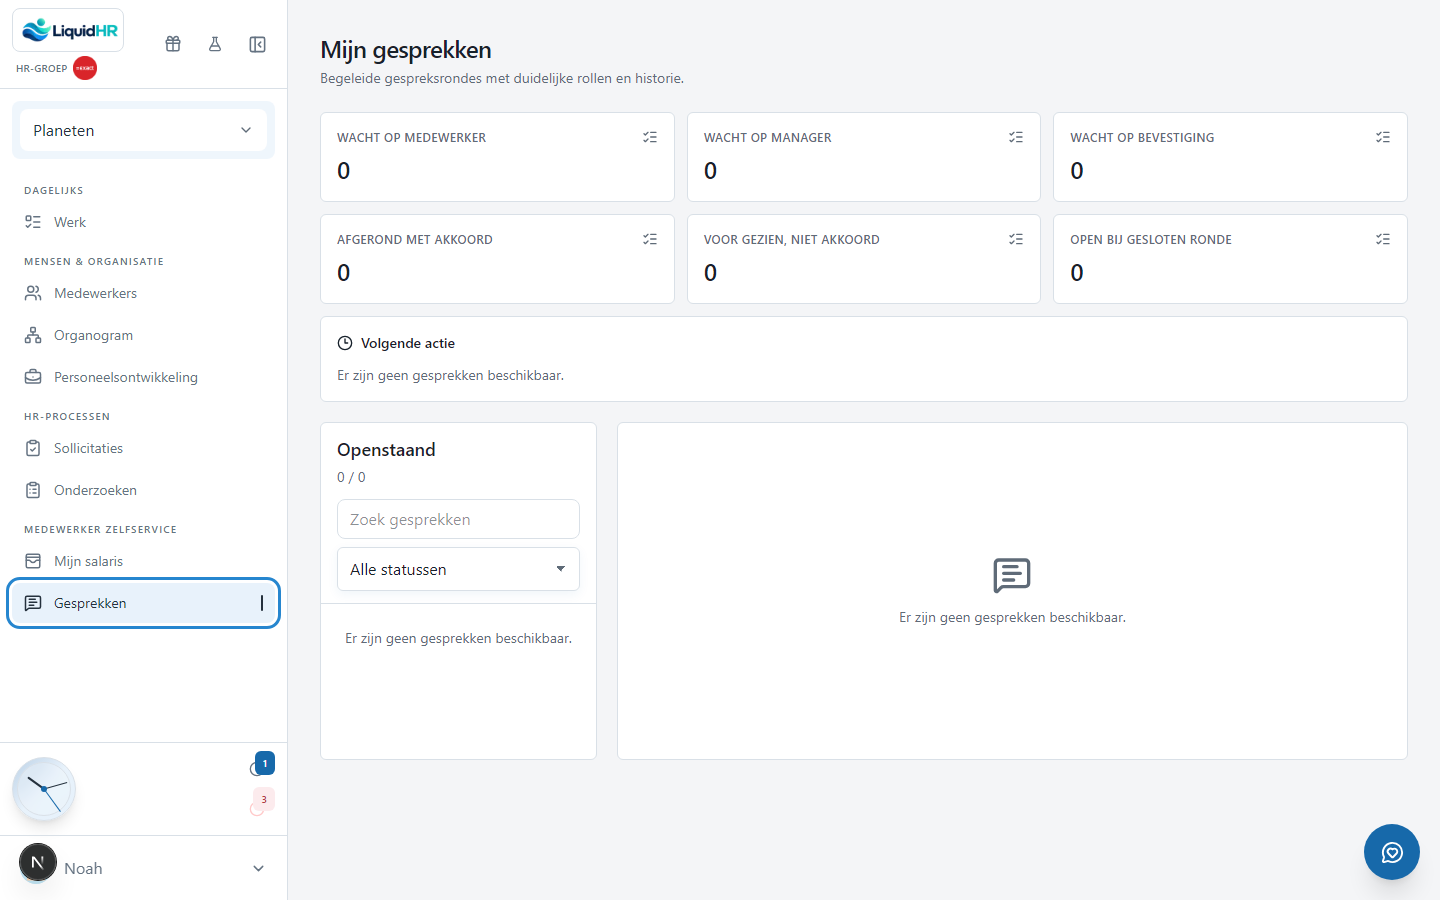 LiquidHR
HR-GROEP
Planeten
DAGELIJKS
Werk
MENSEN & ORGANISATIE
Medewerkers
Organogram
Personeelsontwikkeling
HR-PROCESSEN
Sollicitaties
Onderzoeken
MEDEWERKER ZELFSERVICE
Mijn salaris
Gesprekken
1
3
N
Noah
Mijn gesprekken
Begeleide gespreksrondes met duidelijke rollen en historie.
WACHT OP MEDEWERKER
0
WACHT OP MANAGER
0
WACHT OP BEVESTIGING
0
AFGEROND MET AKKOORD
0
VOOR GEZIEN, NIET AKKOORD
0
OPEN BIJ GESLOTEN RONDE
0
Volgende actie
Er zijn geen gesprekken beschikbaar.
Openstaand
0 / 0
Zoek gesprekken
Alle statussen
Er zijn geen gesprekken beschikbaar.
Er zijn geen gesprekken beschikbaar.